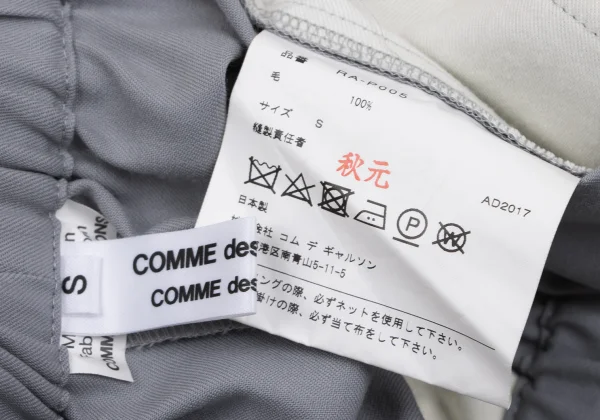 品番 RA-P005
毛 100%
サイズ S
縫製責任者
秋元
AD2017
日本製
株式会社 コム デ ギャルソン
港区南青山5-11-5
ングの際、必ずネットを使用して下さい。
掛けの際、必ず当て布をして下さい。
S
COMME des
COMME des